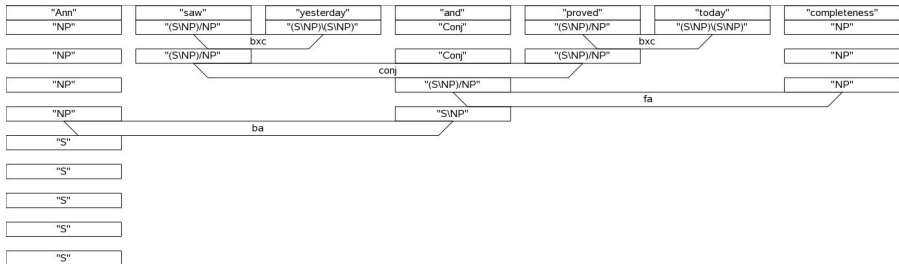 "Ann" "saw" "yesterday" "and" "proved" "today" "completeness"
"NP" "(S\NP)/NP" "(S\NP)\(S\NP)" "Conj" "(S\NP)/NP" "(S\NP)\(S\NP)" "NP"
bxc bxc
"NP" "(S\NP)/NP" "Conj" "(S\NP)/NP" "NP"
conj
"NP" "(S\NP)/NP" "NP"
fa
"NP" "S\NP"
ba
"S"
"S"
"S"
"S"
"S"